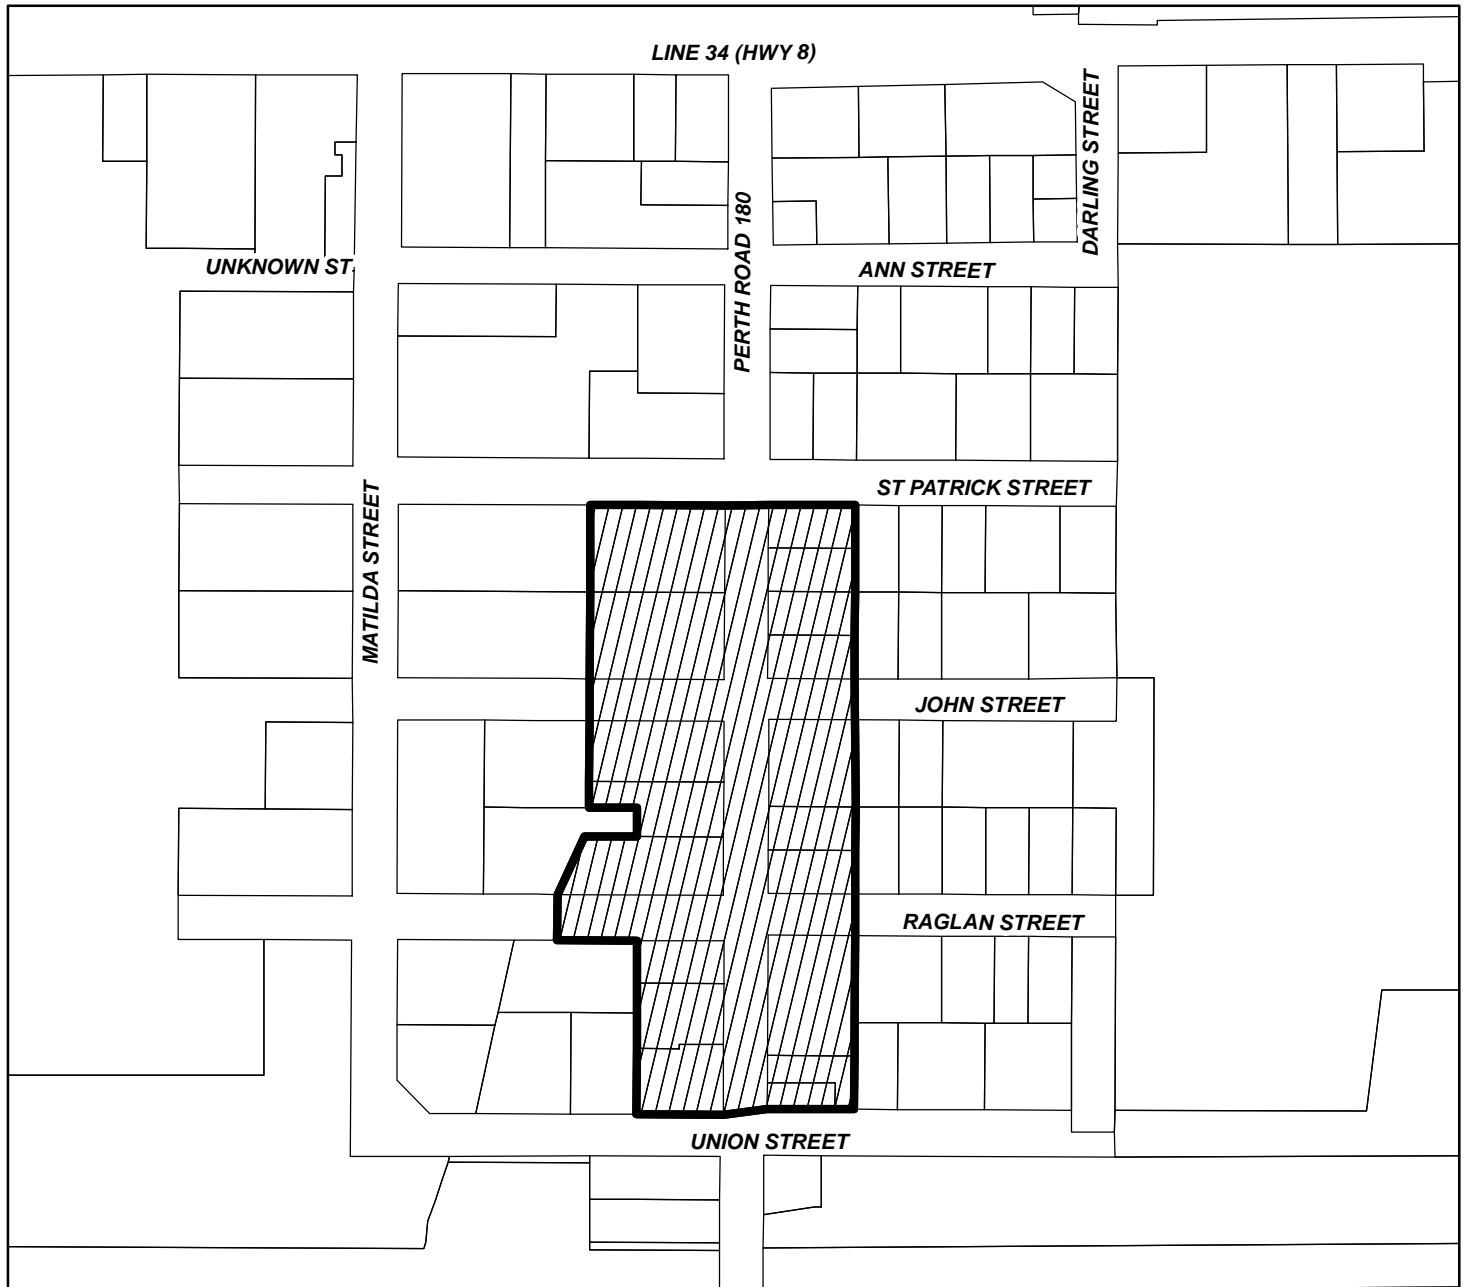 LINE 34 (HWY 8)
DARLING STREET
PERTH ROAD 180
UNKNOWN ST.
ANN STREET
MATILDA STREET
ST PATRICK STREET
JOHN STREET
RAGLAN STREET
UNION STREET